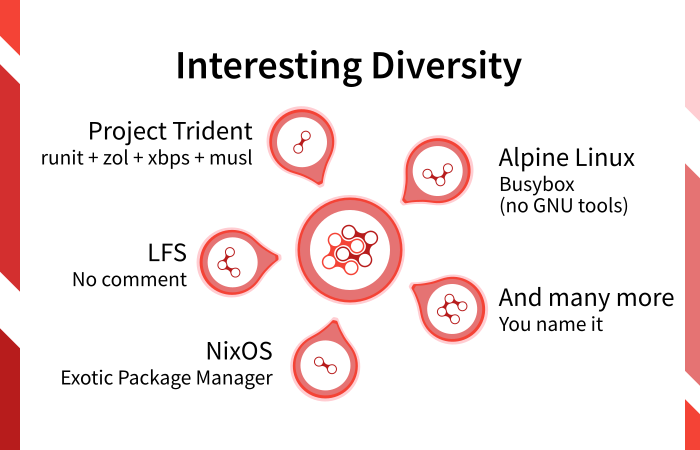 Interesting Diversity
Project Trident
runit + zol + xbps + musl
Alpine Linux
Busybox
(no GNU tools)
LFS
No comment
And many more
You name it
NixOS
Exotic Package Manager